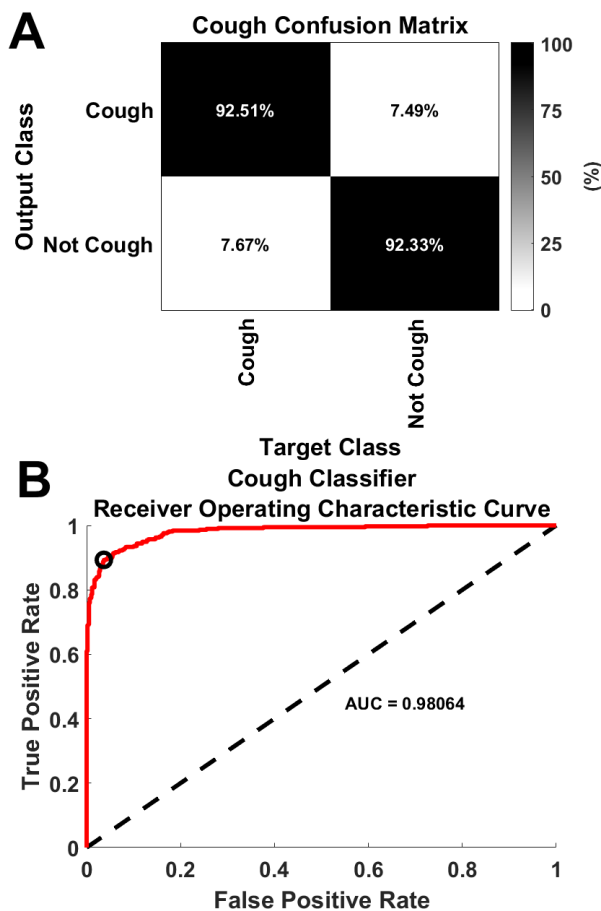 A
Cough Confusion Matrix
Output Class
Cough
92.51%
7.49%
Not Cough
7.67%
92.33%
Cough
Not Cough
Target Class
100
75
50
25
0
(%)
B
Cough Classifier
Receiver Operating Characteristic Curve
True Positive Rate
1
0.8
0.6
0.4
0.2
0
AUC = 0.98064
0
0.2
0.4
0.6
0.8
1
False Positive Rate